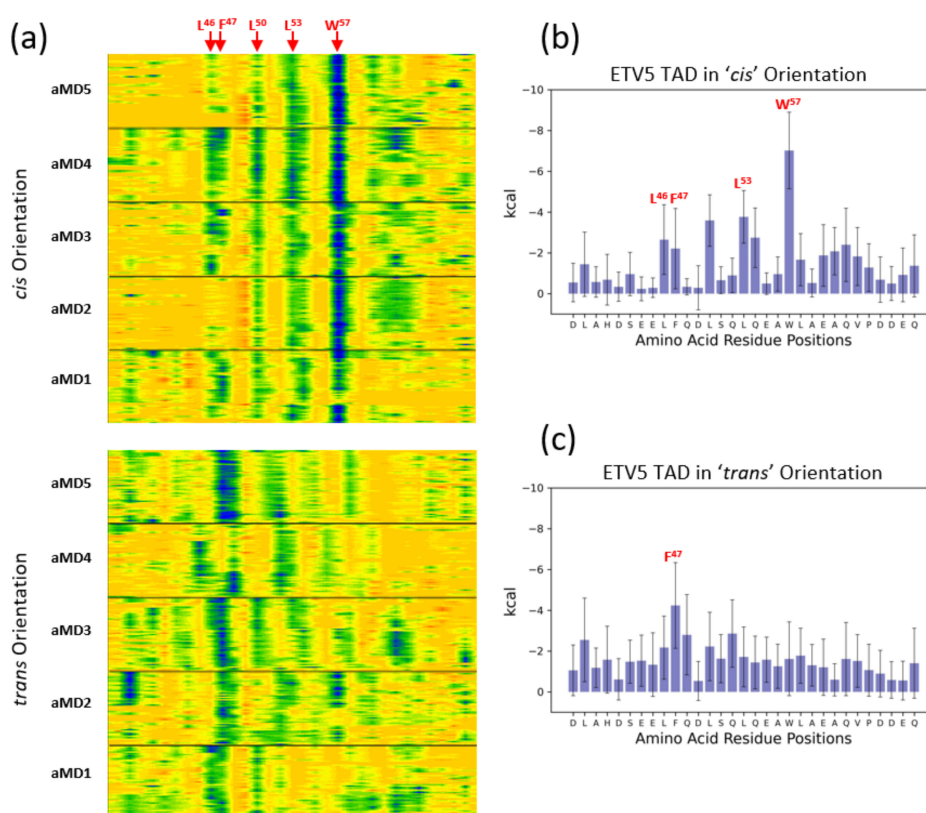 (a)
L⁴⁶ F⁴⁷ L⁵⁰ L⁵³ W⁵⁷
cis Orientation
aMD5
aMD4
aMD3
aMD2
aMD1
trans Orientation
aMD5
aMD4
aMD3
aMD2
aMD1
(b)
ETV5 TAD in ‘cis’ Orientation
kcal
−10
−8
−6
−4
−2
0
L⁴⁶ F⁴⁷ L⁵³ W⁵⁷
D L A H D S E E L F Q D L S Q L Q E A W L A E A Q V P D D E Q
Amino Acid Residue Positions
(c)
ETV5 TAD in ‘trans’ Orientation
kcal
−10
−8
−6
−4
−2
0
F⁴⁷
D L A H D S E E L F Q D L S Q L Q E A W L A E A Q V P D D E Q
Amino Acid Residue Positions